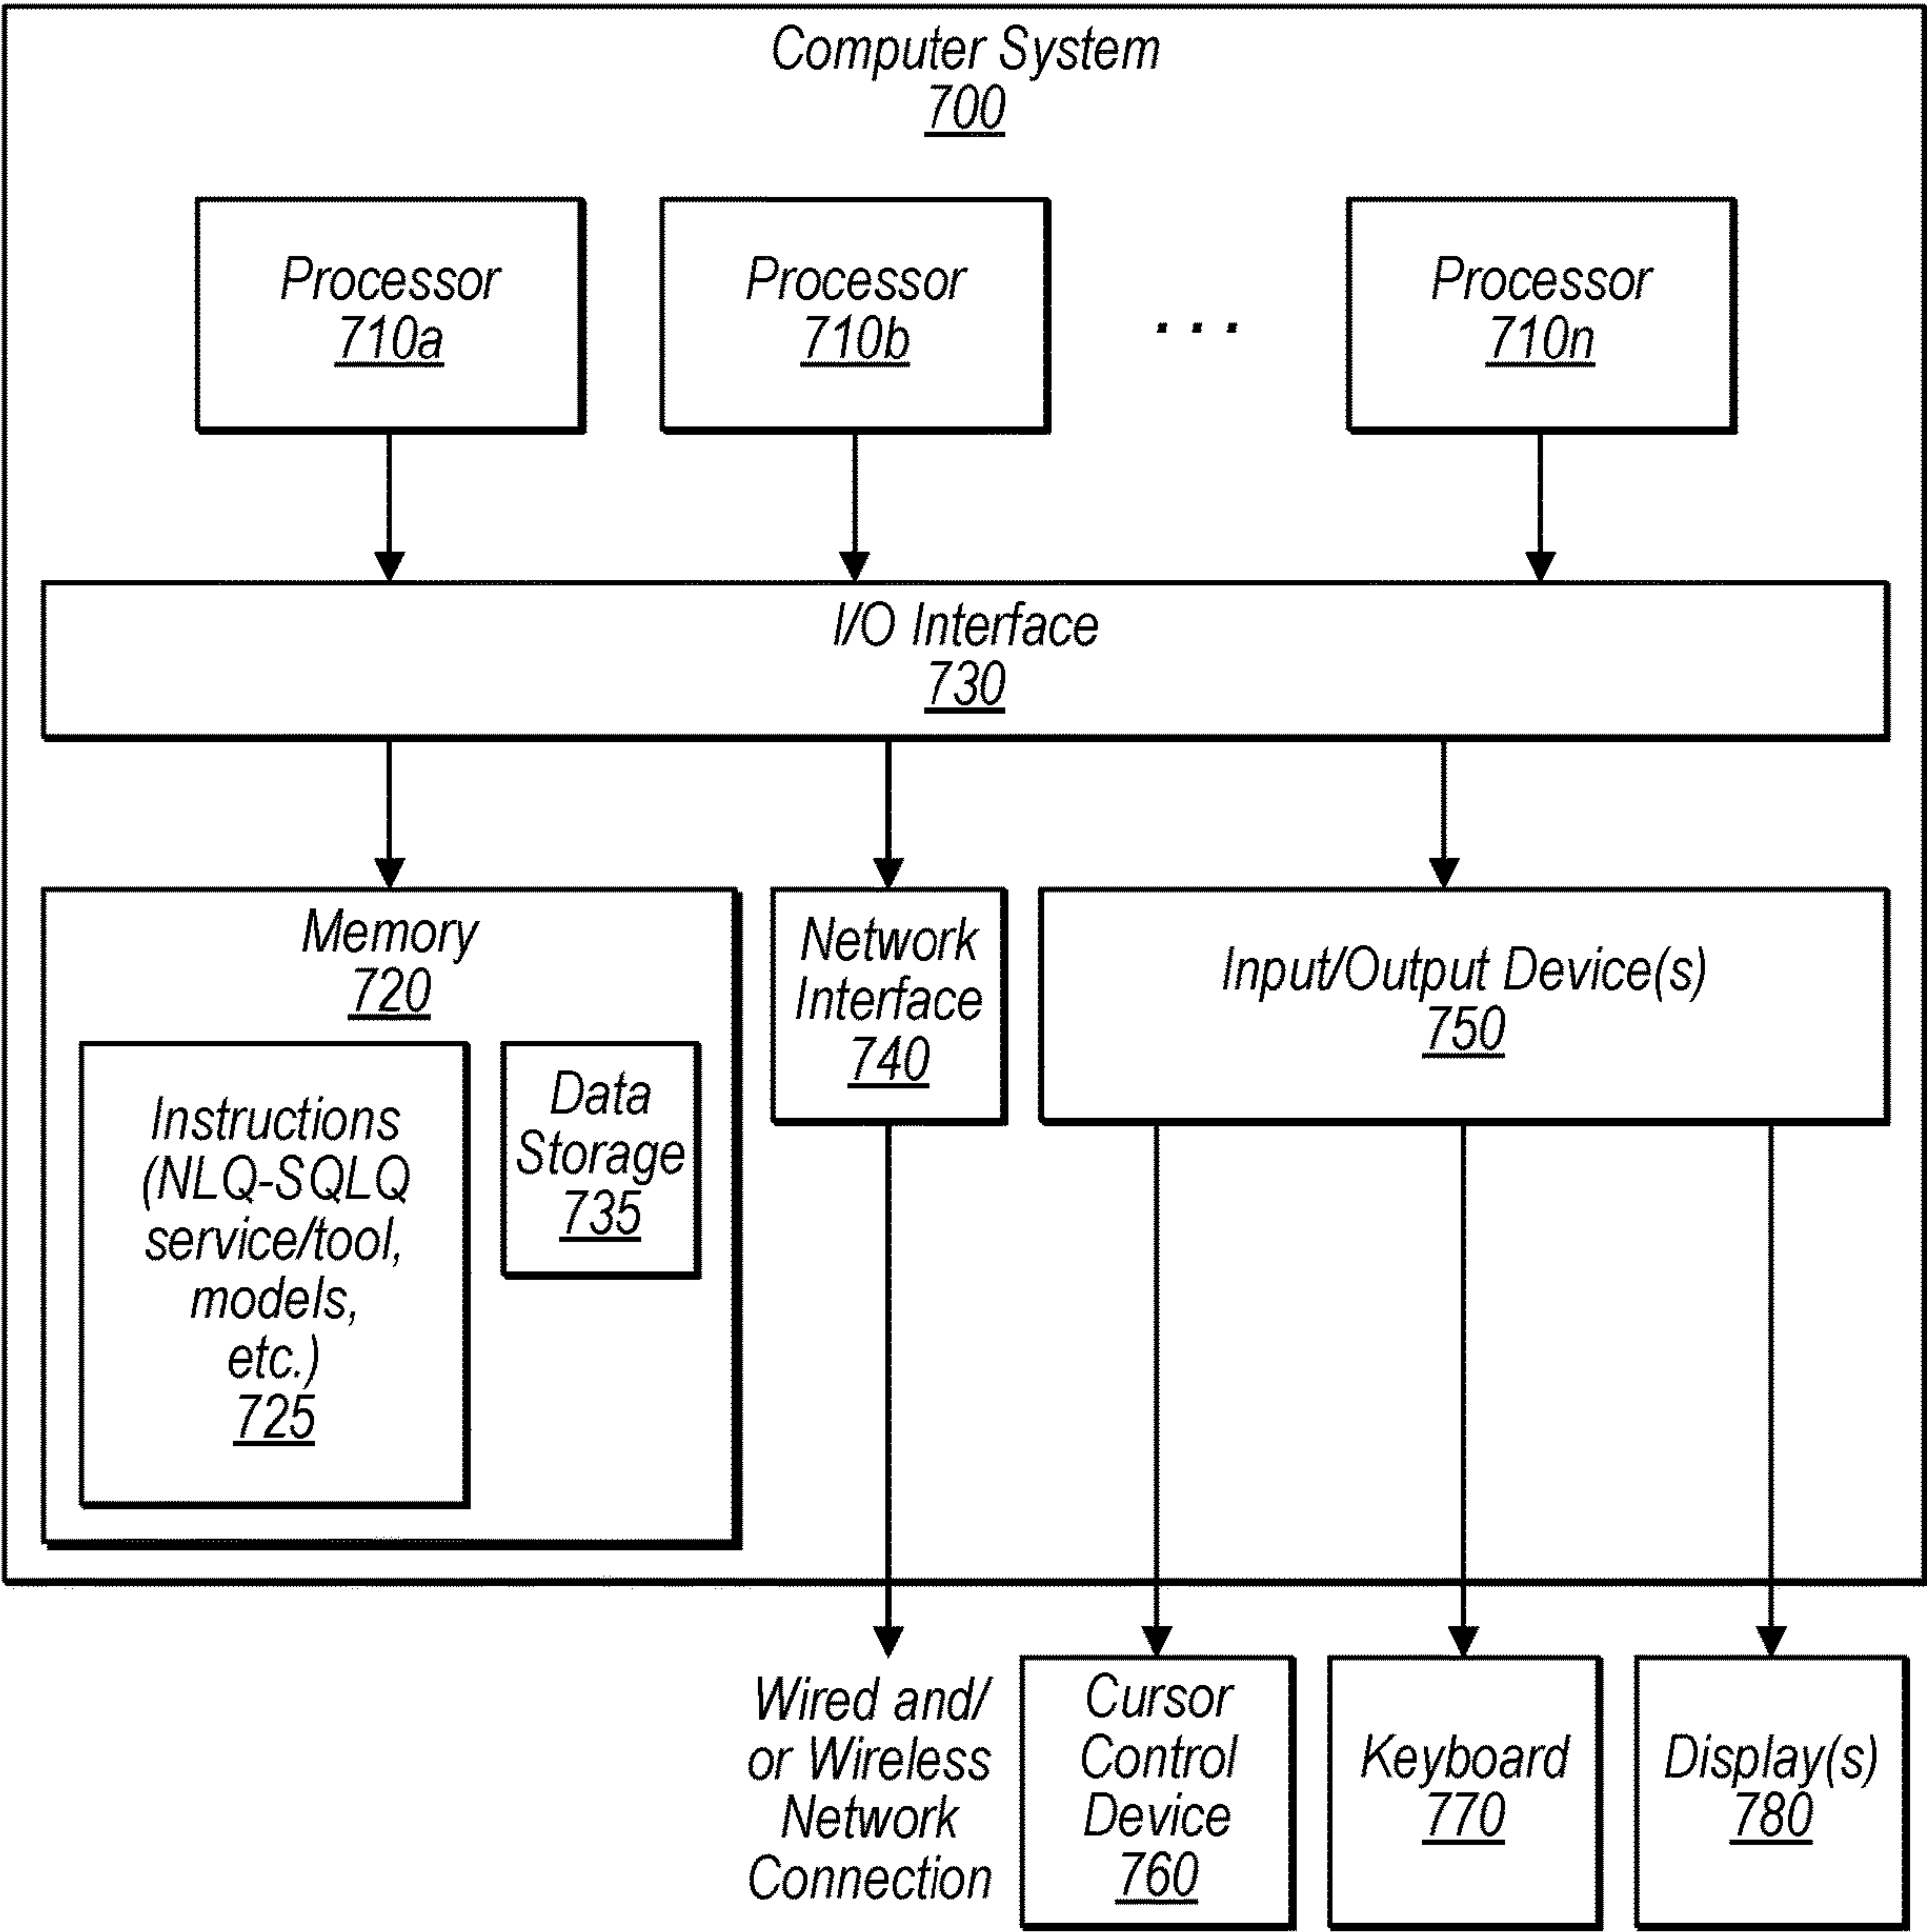 Computer System
700
Processor
710a
Processor
710b
. . .
Processor
710n
I/O Interface
730
Memory
720
Instructions
(NLQ-SQLQ
service/tool,
models,
etc.)
725
Data
Storage
735
Network
Interface
740
Input/Output Device(s)
750
Wired and/
or Wireless
Network
Connection
Cursor
Control
Device
760
Keyboard
770
Display(s)
780